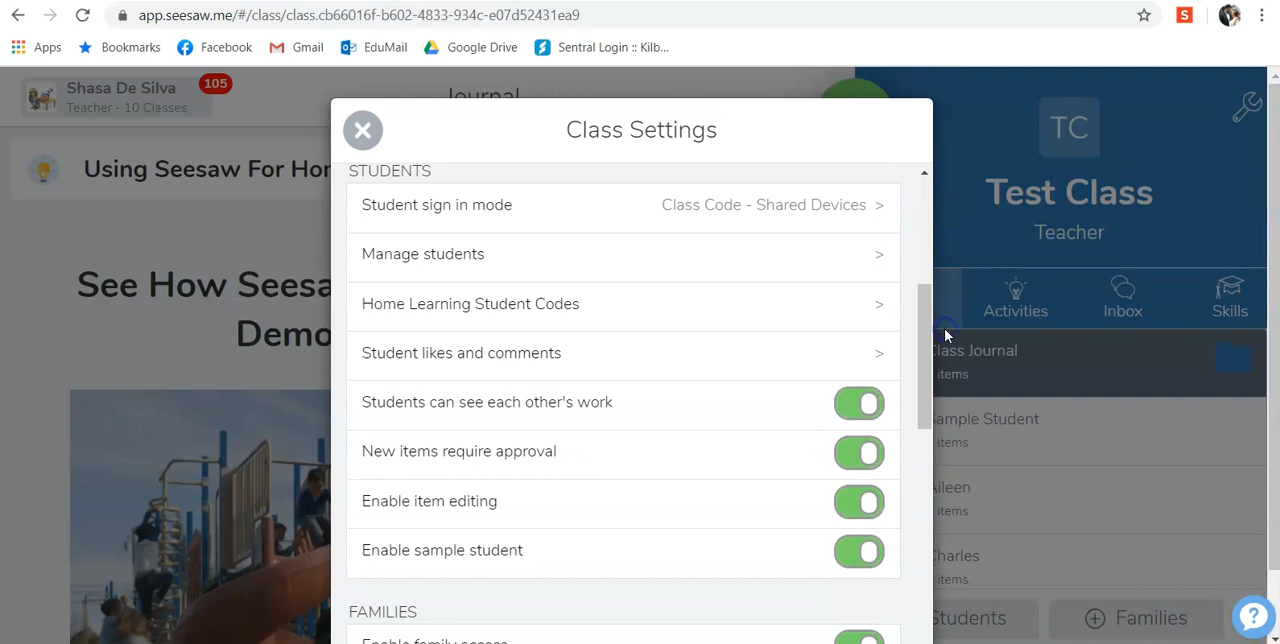 app.seesaw.me/#/class/class.cb66016f-b602-4833-934c-e07d52431ea9
S
Apps Bookmarks Facebook Gmail EduMail Google Drive Sentral Login :: Kilb...
Shasa De Silva
105
Teacher - 10 Classes
Journal
Using Seesaw For Hor
See How Seesa
Demo
TC
Test Class
Teacher
Activities Inbox Skills
Class Journal
items
Sample Student
items
Aileen
items
Charles
items
Students
Families
Class Settings
STUDENTS
Student sign in mode Class Code - Shared Devices >
Manage students >
Home Learning Student Codes >
Student likes and comments >
Students can see each other's work
New items require approval
Enable item editing
Enable sample student
FAMILIES
Enable family access
?